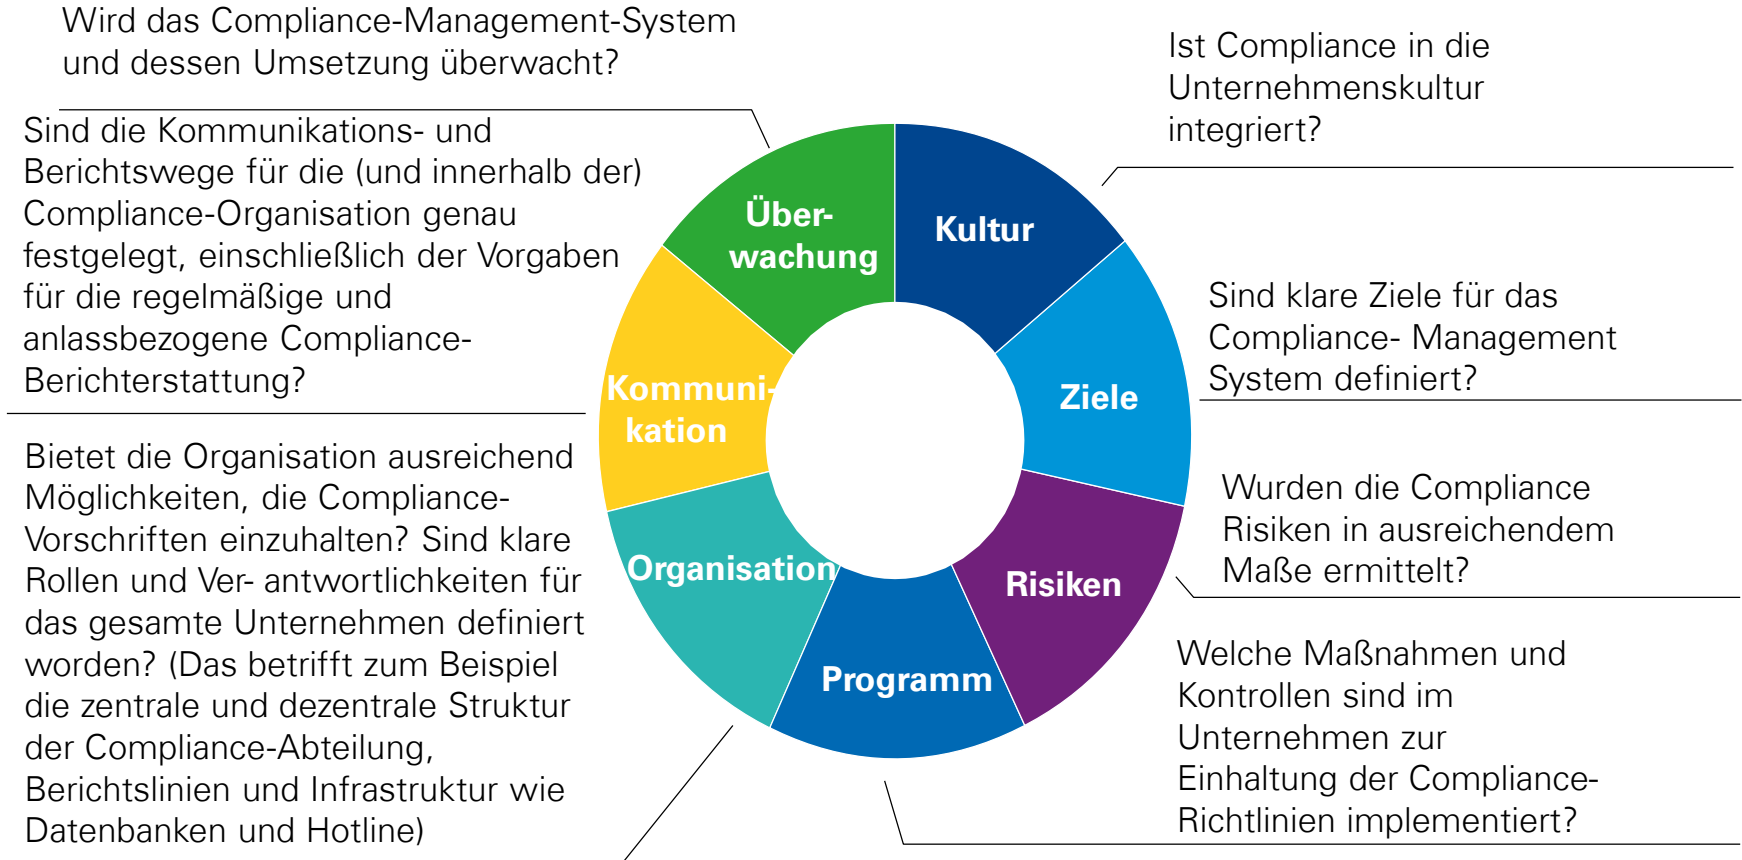 Wird das Compliance-Management-System
und dessen Umsetzung überwacht?
Sind die Kommunikations- und
Berichtswege für die (und innerhalb der)
Compliance-Organisation genau
festgelegt, einschließlich der Vorgaben
für die regelmäßige und
anlassbezogene Compliance-
Berichterstattung?
Bietet die Organisation ausreichend
Möglichkeiten, die Compliance-
Vorschriften einzuhalten? Sind klare
Rollen und Ver- antwortlichkeiten für
das gesamte Unternehmen definiert
worden? (Das betrifft zum Beispiel
die zentrale und dezentrale Struktur
der Compliance-Abteilung,
Berichtslinien und Infrastruktur wie
Datenbanken und Hotline)
Über-
wachung
Kultur
Kommuni-
kation
Ziele
Organisation
Risiken
Programm
Ist Compliance in die
Unternehmenskultur
integriert?
Sind klare Ziele für das
Compliance- Management
System definiert?
Wurden die Compliance
Risiken in ausreichendem
Maße ermittelt?
Welche Maßnahmen und
Kontrollen sind im
Unternehmen zur
Einhaltung der Compliance-
Richtlinien implementiert?